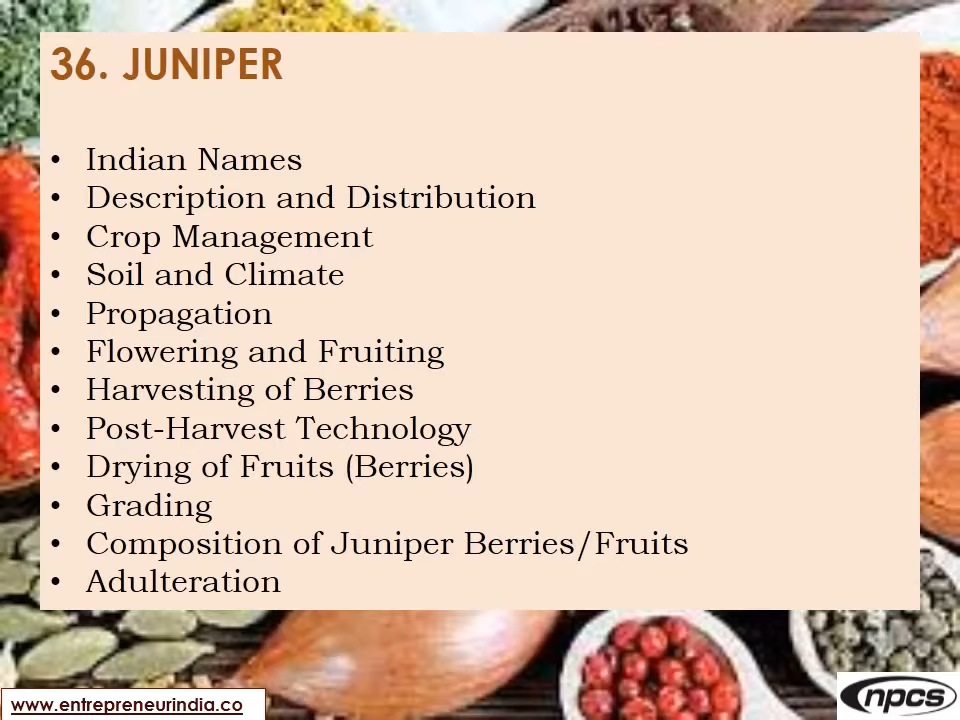 36. JUNIPER
• Indian Names
• Description and Distribution
• Crop Management
• Soil and Climate
• Propagation
• Flowering and Fruiting
• Harvesting of Berries
• Post-Harvest Technology
• Drying of Fruits (Berries)
• Grading
• Composition of Juniper Berries/Fruits
• Adulteration
www.entrepreneurindia.co
npcs